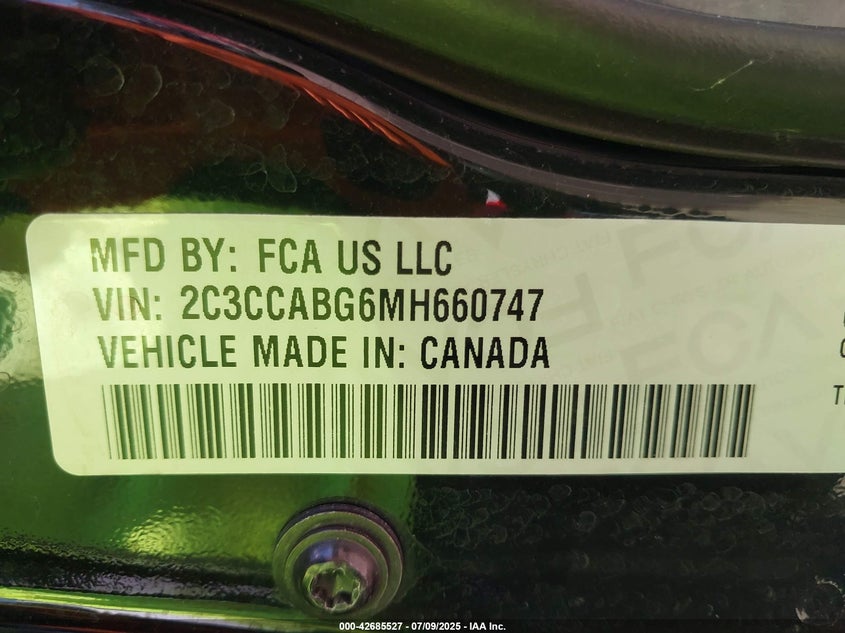 MFD BY: FCA US LLC
VIN: 2C3CCABG6MH660747
VEHICLE MADE IN: CANADA
000-42685527 - 07/09/2025 - IAA Inc.